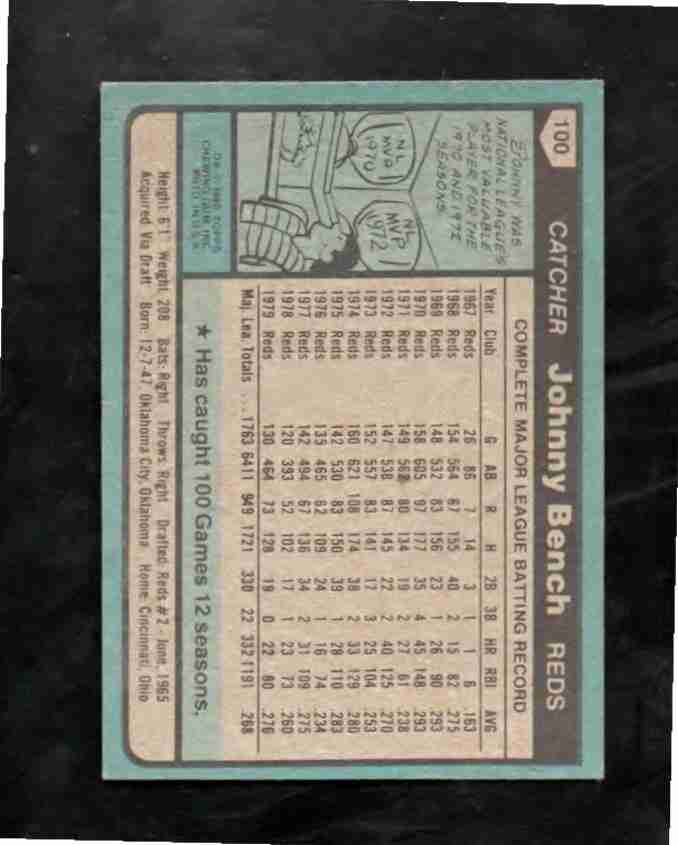 100
CATCHER Johnny Bench REDS
JOHNNY WAS
NATIONAL LEAGUE'S
MOST VALUABLE
PLAYER FOR THE
1970 AND 1972
SEASONS
NL
MVP
1970
NL
MVP
1972
COMPLETE MAJOR LEAGUE BATTING RECORD
Year Club G AB R H 2B 3B HR RBI AVG
1967 Reds 26 86 7 14 3 1 1 6 .163
1968 Reds 154 564 67 155 40 2 15 82 .275
1969 Reds 148 532 83 156 23 1 26 90 .293
1970 Reds 158 605 97 177 35 4 45 148 .293
1971 Reds 149 562 80 134 19 2 27 61 .238
1972 Reds 147 538 87 145 22 2 40 125 .270
1973 Reds 152 557 83 141 17 3 25 104 .253
1974 Reds 160 621 108 174 38 2 33 129 .280
1975 Reds 142 530 83 150 39 1 28 110 .283
1976 Reds 135 465 62 109 24 1 16 74 .234
1977 Reds 142 494 67 136 34 2 31 109 .275
1978 Reds 120 393 52 102 17 1 23 73 .260
1979 Reds 130 464 73 128 19 0 22 80 .276
Maj. Lea. Totals ... 1763 6411 949 1721 330 22 332 1191 .268
© 1980 TOPPS
CHEWING GUM, INC.
PRTD. IN U.S.A.
★ Has caught 100 Games 12 seasons.
Height: 6'1" Weight: 208 Bats: Right Throws: Right Drafted: Reds #2 - June, 1965
Acquired: Via Draft Born: 12-7-47, Oklahoma City, Oklahoma Home: Cincinnati, Ohio